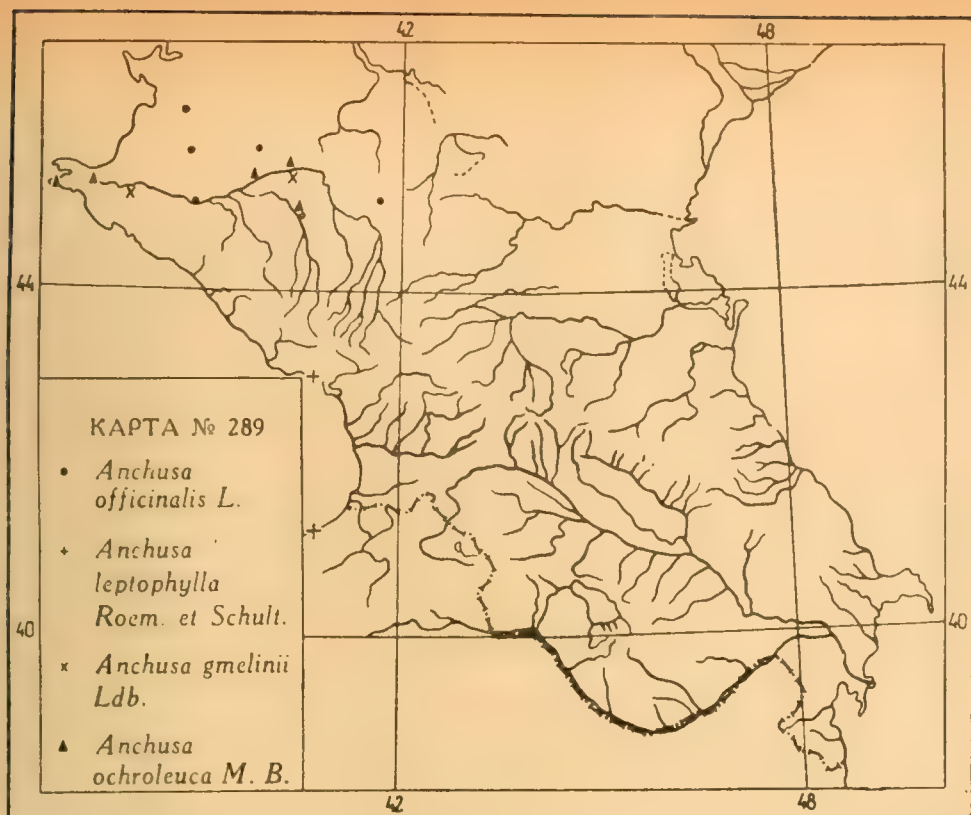 42 48
44 44
КАРТА № 289
Anchusa
officinalis L.
Anchusa
leptophylla
Roem. et Schult.
40 40
Anchusa gmelinii
Ldb.
Anchusa
ochroleuca M. B.
42 48